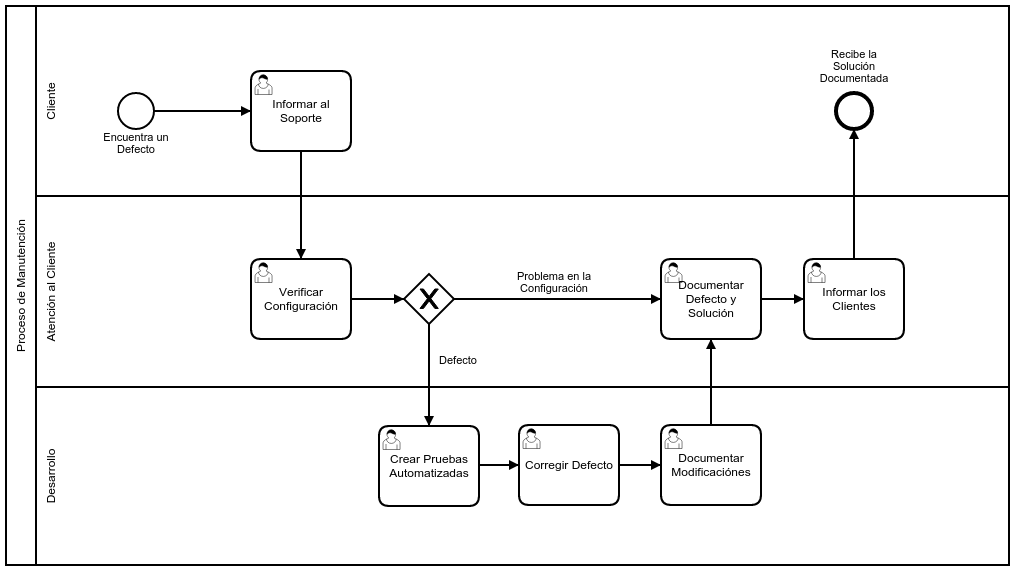 Proceso de Manutención
Cliente
Encuentra un
Defecto
Informar al
Soporte
Recibe la
Solución
Documentada
Atención al Cliente
Verificar
Configuración
Problema en la
Configuración
Defecto
Documentar
Defecto y
Solución
Informar los
Clientes
Desarrollo
Crear Pruebas
Automatizadas
Corregir Defecto
Documentar
Modificaciónes